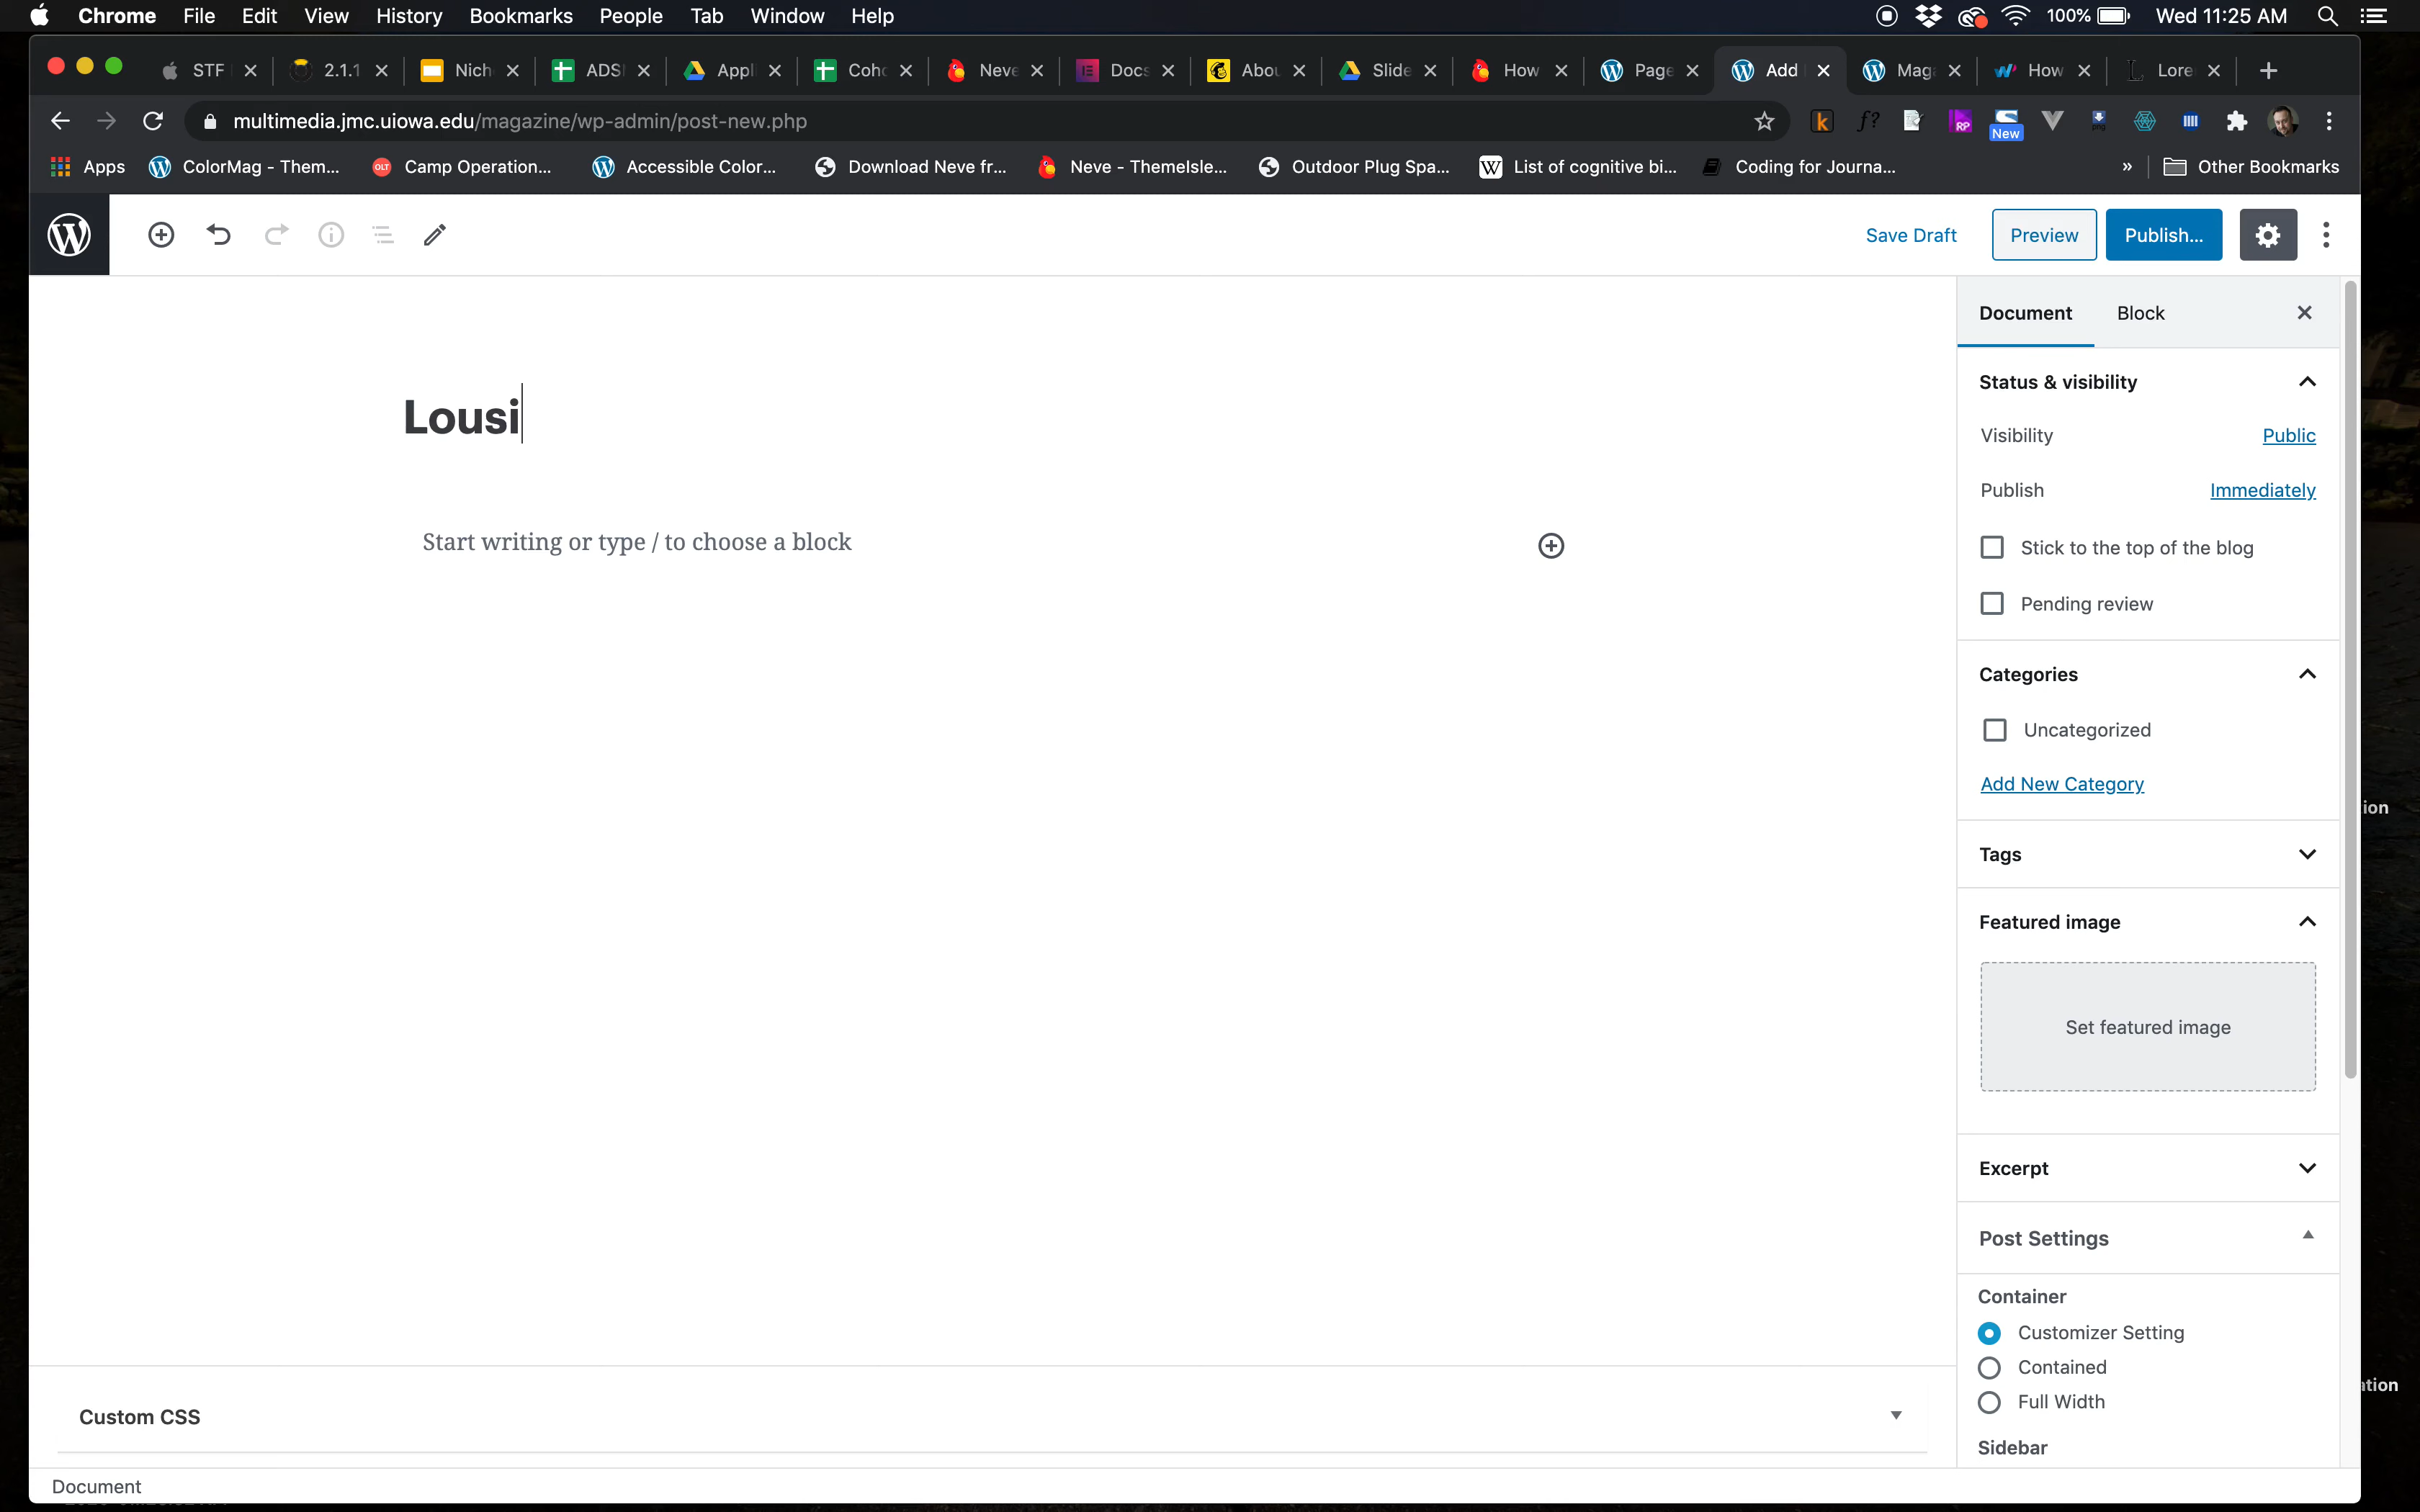 Chrome File Edit View History Bookmarks People Tab Window Help 100% Wed 11:25 AM
STF 2.1.1 Nich ADS Appl Coho Neve Docs Abou Slide How Page Add Mag How Lore
multimedia.jmc.uiowa.edu/magazine/wp-admin/post-new.php k f? RP New png
Apps ColorMag - Them... OLT Camp Operation... Accessible Color... Download Neve fr... Neve - ThemeIsle... Outdoor Plug Spa... W List of cognitive bi... Coding for Journa... » Other Bookmarks
Save Draft Preview Publish...
Document Block
Status & visibility
Lousi
Visibility Public
Publish Immediately
Start writing or type / to choose a block
Stick to the top of the blog
Pending review
Categories
Uncategorized
Add New Category
ion
Tags
Featured image
Set featured image
Excerpt
Post Settings
Container
Customizer Setting
Contained
ation
Full Width
Custom CSS
Sidebar
Document